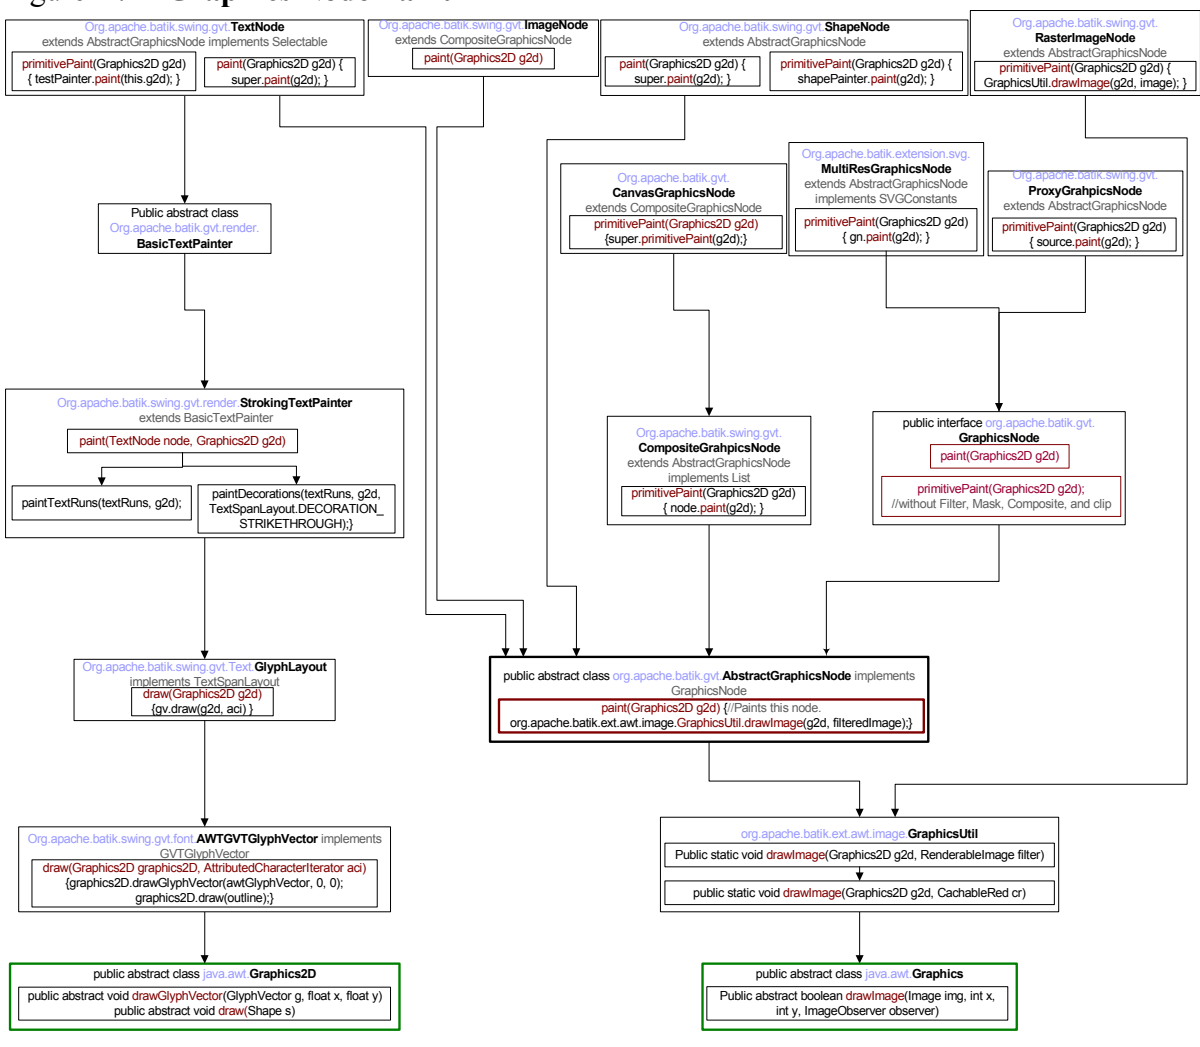 Org.apache.batik.swing.gvt.TextNode
extends AbstractGraphicsNode implements Selectable
primitivePaint(Graphics2D g2d)
{ testPainter.paint(this.g2d); }
paint(Graphics2D g2d) {
super.paint(g2d); }
Org.apache.batik.swing.gvt.ImageNode
extends CompositeGraphicsNode
paint(Graphics2D g2d)
Org.apache.batik.swing.gvt.ShapeNode
extends AbstractGraphicsNode
paint(Graphics2D g2d) {
super.paint(g2d); }
primitivePaint(Graphics2D g2d) {
shapePainter.paint(g2d); }
Org.apache.batik.swing.gvt.
RasterImageNode
extends AbstractGraphicsNode
primitivePaint(Graphics2D g2d) {
GraphicsUtil.drawImage(g2d, image); }
Org.apache.batik.gvt.
CanvasGraphicsNode
extends CompositeGraphicsNode
primitivePaint(Graphics2D g2d)
{super.primitivePaint(g2d);}
Org.apache.batik.extension.svg.
MultiResGraphicsNode
extends AbstractGraphicsNode
implements SVGConstants
primitivePaint(Graphics2D g2d)
{ gn.paint(g2d); }
Org.apache.batik.swing.gvt.
ProxyGrahpicsNode
extends AbstractGraphicsNode
primitivePaint(Graphics2D g2d)
{ source.paint(g2d); }
Public abstract class
Org.apache.batik.gvt.render.
BasicTextPainter
Org.apache.batik.swing.gvt.render.StrokingTextPainter
extends BasicTextPainter
paint(TextNode node, Graphics2D g2d)
paintTextRuns(textRuns, g2d);
paintDecorations(textRuns, g2d,
TextSpanLayout.DECORATION_
STRIKETHROUGH);}
Org.apache.batik.swing.gvt.
CompositeGrahpicsNode
extends AbstractGraphicsNode
implements List
primitivePaint(Graphics2D g2d)
{ node.paint(g2d); }
public interface org.apache.batik.gvt.
GraphicsNode
paint(Graphics2D g2d)
primitivePaint(Graphics2D g2d);
//without Filter, Mask, Composite, and clip
Org.apache.batik.swing.gvt.Text.GlyphLayout
implements TextSpanLayout
draw(Graphics2D g2d)
{gv.draw(g2d, aci) }
public abstract class org.apache.batik.gvt.AbstractGraphicsNode implements
GraphicsNode
paint(Graphics2D g2d) {//Paints this node.
org.apache.batik.ext.awt.image.GraphicsUtil.drawImage(g2d, filteredImage);}
Org.apache.batik.swing.gvt.font.AWTGVTGlyphVector implements
GVTGlyphVector
draw(Graphics2D graphics2D, AttributedCharacterIterator aci)
{graphics2D.drawGlyphVector(awtGlyphVector, 0, 0);
graphics2D.draw(outline);}
org.apache.batik.ext.awt.image.GraphicsUtil
Public static void drawImage(Graphics2D g2d, RenderableImage filter)
public static void drawImage(Graphics2D g2d, CachableRed cr)
public abstract class java.awt.Graphics2D
public abstract void drawGlyphVector(GlyphVector g, float x, float y)
public abstract void draw(Shape s)
public abstract class java.awt.Graphics
Public abstract boolean drawImage(Image img, int x,
int y, ImageObserver observer)